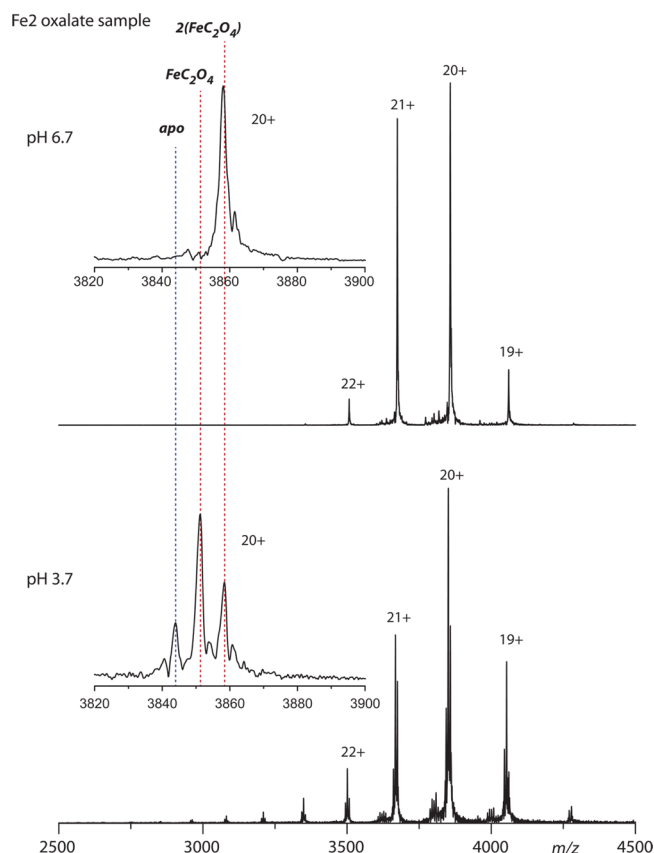 Fe2 oxalate sample
2(FeC2O4)
FeC2O4
apo
20+
pH 6.7
3820 3840 3860 3880 3900
20+
21+
19+
22+
20+
pH 3.7
3820 3840 3860 3880 3900
20+
21+
19+
22+
2500 3000 3500 4000 m/z 4500